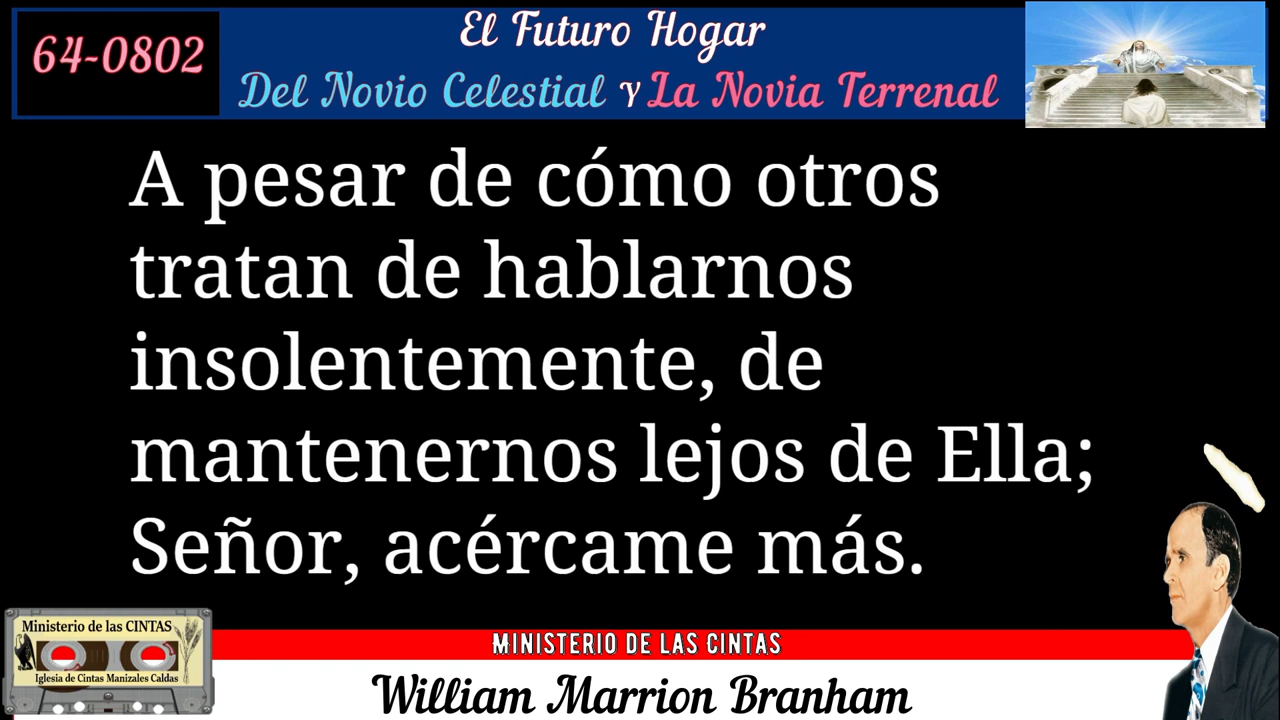 64-0802
El Futuro Hogar
Del Novio Celestial Y La Novia Terrenal
A pesar de cómo otros
tratan de hablarnos
insolentemente, de
mantenernos lejos de Ella;
Señor, acércame más.
Ministerio de las CINTAS
Iglesia de Cintas Manizales Caldas
MINISTERIO DE LAS CINTAS
William Marrion Branham